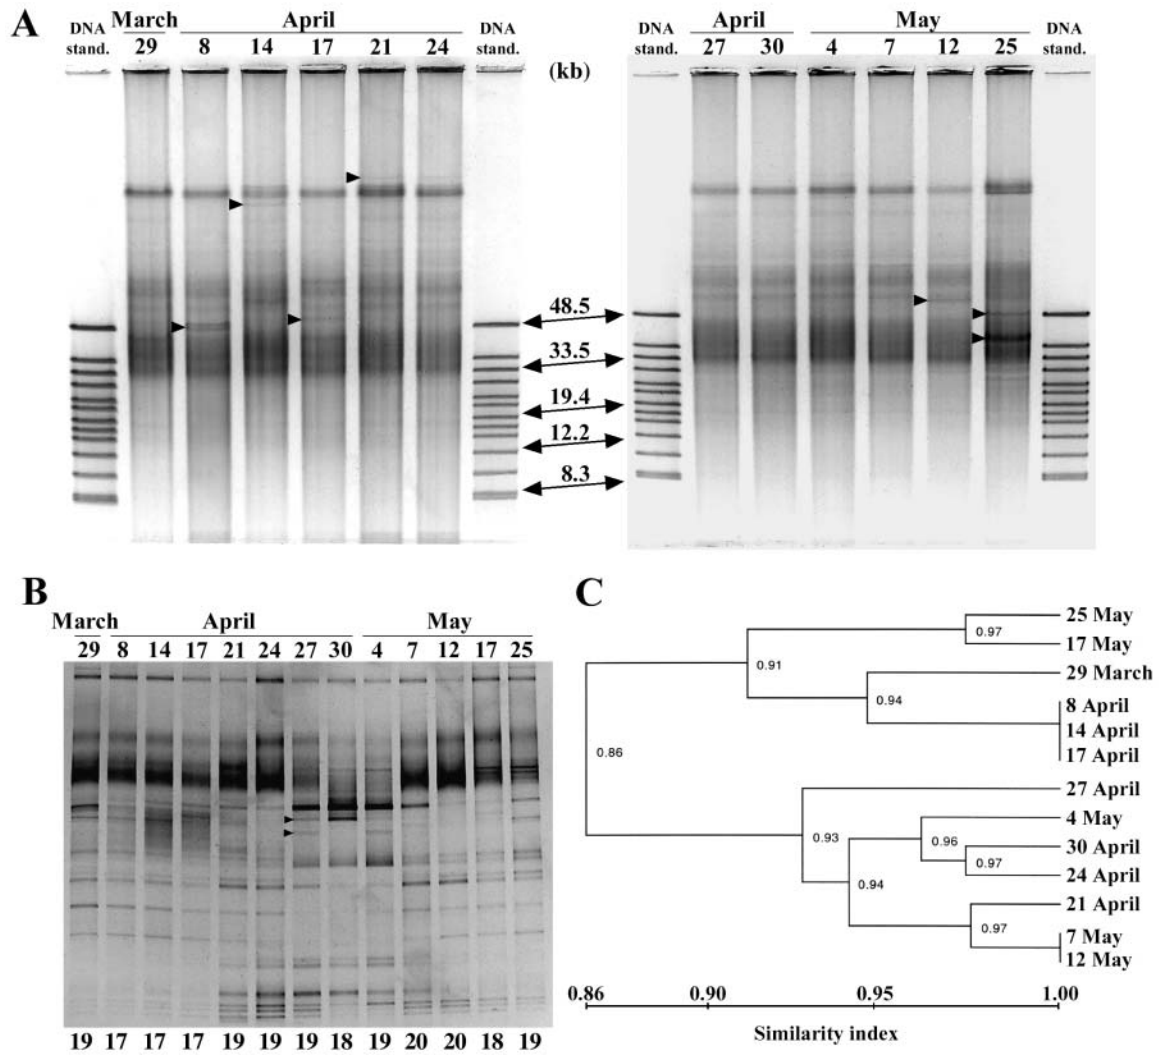 A
March April
DNA stand. 29 8 14 17 21 24 DNA stand.
(kb)
April May
DNA stand. 27 30 4 7 12 25 DNA stand.
48.5
33.5
19.4
12.2
8.3
B
March April May
29 8 14 17 21 24 27 30 4 7 12 17 25
19 17 17 17 19 19 19 18 19 20 20 18 19
C
25 May
0.97
17 May
0.91
29 March
0.94
8 April
14 April
17 April
0.86
27 April
4 May
0.93
0.96
30 April
0.97
24 April
0.94
21 April
0.97
7 May
12 May
0.86 0.90 0.95 1.00
Similarity index